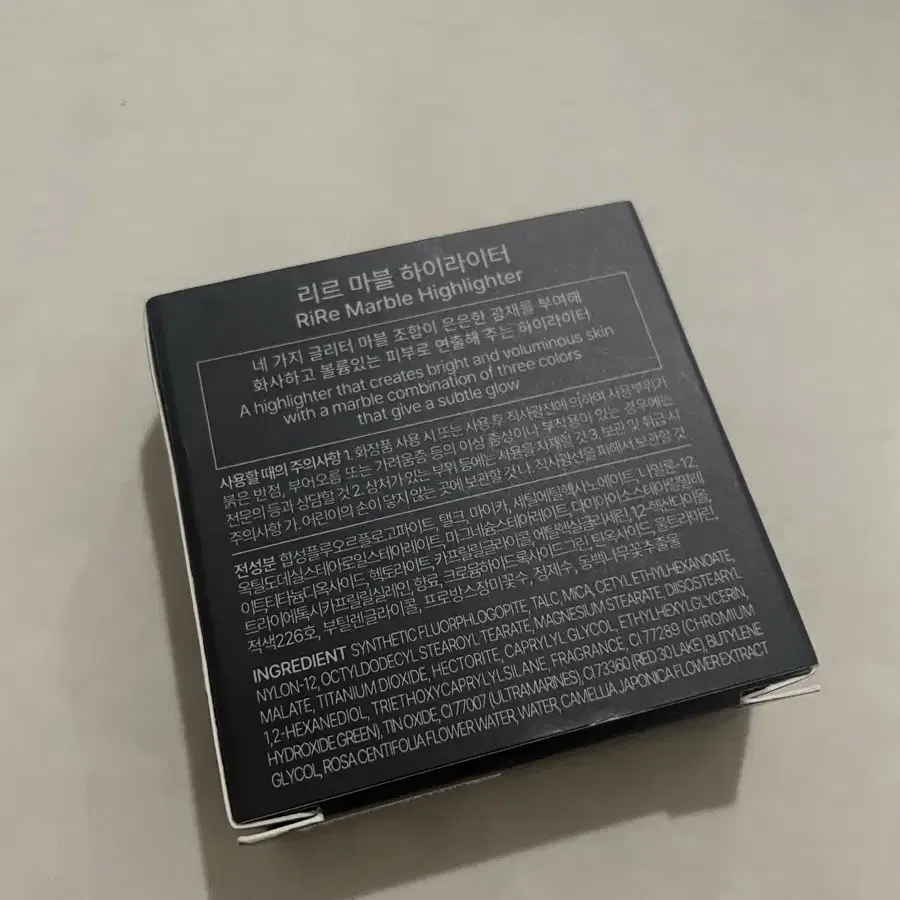 리르 마블 하이라이터
RiRe Marble Highlighter
네 가지 글리터 마블 조합이 은은한 광채를 부여해
화사하고 볼륨있는 피부로 연출해 주는 하이라이터
A highlighter that creates bright and voluminous skin
with a marble combination of three colors
that give a subtle glow
사용할 때의 주의사항 1. 화장품 사용 시 또는 사용 후 직사광선에 의하여 사용부위가
붉은 반점, 부어오름 또는 가려움증 등의 이상 증상이나 부작용이 있는 경우에는
전문의 등과 상담할 것 2. 상처가 있는 부위 등에는 사용을 자제할 것 3. 보관 및 취급 시
주의사항 가. 어린이의 손이 닿지 않는 곳에 보관할 것 나. 직사광선을 피해서 보관할 것
전성분 합성플루오르플로고파이트, 탤크, 마이카, 세틸에틸헥사노에이트, 나일론-12,
옥틸도데실스테아로일스테아레이트, 마그네슘스테아레이트, 다이아이소스테아릴말레
이트, 티타늄다이옥사이드, 헥토라이트, 카프릴릴글라이콜, 에틸헥실글리세린, 1,2-헥산다이올,
트라이에톡시카프릴릴실레인, 향료, 크로뮴하이드록사이드그린, 틴옥사이드, 울트라마린,
적색226호, 부틸렌글라이콜, 프로방스장미꽃수, 정제수, 동백나무꽃추출물
INGREDIENT SYNTHETIC FLUORPHLOGOPITE, TALC, MICA, CETYL ETHYLHEXANOATE,
NYLON-12, OCTYLDODECYL STEAROYL STEARATE, MAGNESIUM STEARATE, DIISOSTEARYL
MALATE, TITANIUM DIOXIDE, HECTORITE, CAPRYLYL GLYCOL, ETHYLHEXYLGLYCERIN,
1,2-HEXANEDIOL, TRIETHOXYCAPRYLYLSILANE, FRAGRANCE, CI 77289 (CHROMIUM
HYDROXIDE GREEN), TIN OXIDE, CI 77007 (ULTRAMARINES), CI 73360 (RED 30 LAKE), BUTYLENE
GLYCOL, ROSA CENTIFOLIA FLOWER WATER, WATER, CAMELLIA JAPONICA FLOWER EXTRACT